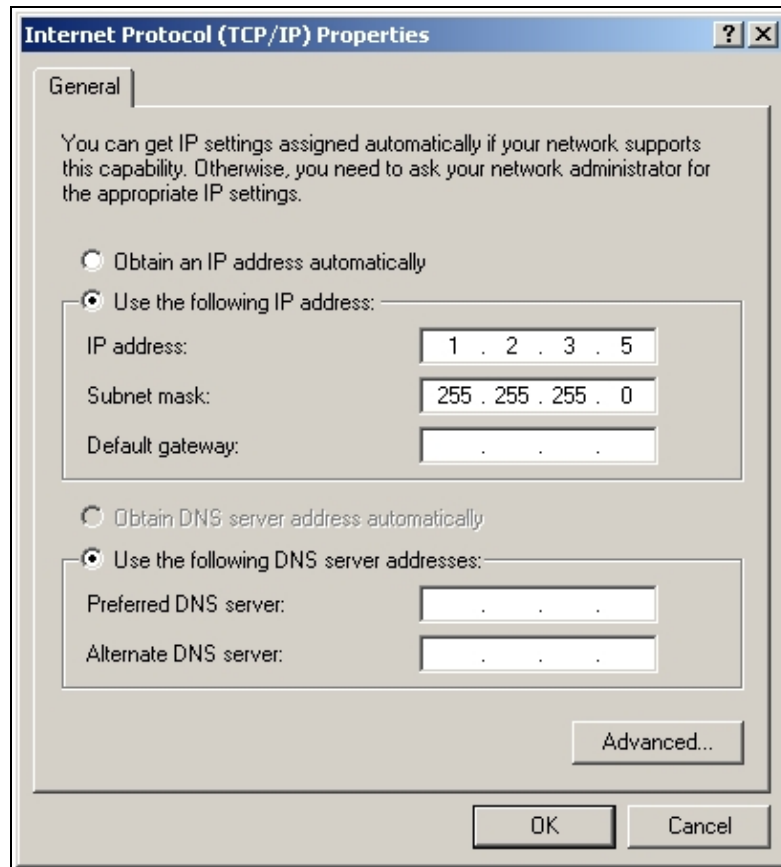 Internet Protocol (TCP/IP) Properties
General
You can get IP settings assigned automatically if your network supports
this capability. Otherwise, you need to ask your network administrator for
the appropriate IP settings.
Obtain an IP address automatically
Use the following IP address:
IP address: 1 . 2 . 3 . 5
Subnet mask: 255 . 255 . 255 . 0
Default gateway: . . .
Obtain DNS server address automatically
Use the following DNS server addresses:
Preferred DNS server: . . .
Alternate DNS server: . . .
Advanced...
OK Cancel